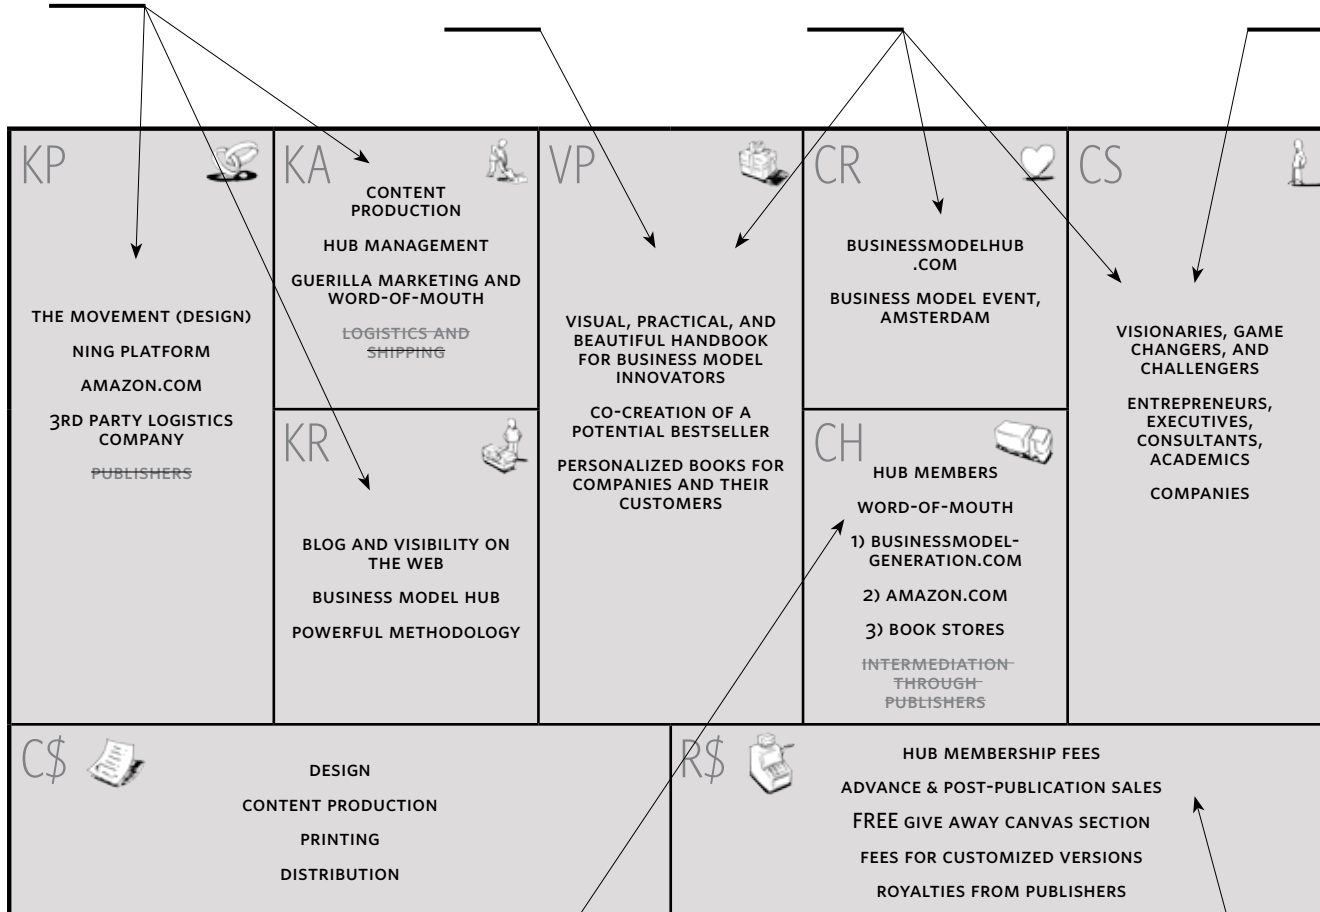 KP
THE MOVEMENT (DESIGN)
NING PLATFORM
AMAZON.COM
3RD PARTY LOGISTICS
COMPANY
PUBLISHERS
KA
CONTENT
PRODUCTION
HUB MANAGEMENT
GUERILLA MARKETING AND
WORD-OF-MOUTH
LOGISTICS AND
SHIPPING
KR
BLOG AND VISIBILITY ON
THE WEB
BUSINESS MODEL HUB
POWERFUL METHODOLOGY
VP
VISUAL, PRACTICAL, AND
BEAUTIFUL HANDBOOK
FOR BUSINESS MODEL
INNOVATORS
CO-CREATION OF A
POTENTIAL BESTSELLER
PERSONALIZED BOOKS FOR
COMPANIES AND THEIR
CUSTOMERS
CR
BUSINESSMODELHUB
.COM
BUSINESS MODEL EVENT,
AMSTERDAM
CH
HUB MEMBERS
WORD-OF-MOUTH
1) BUSINESSMODEL-
GENERATION.COM
2) AMAZON.COM
3) BOOK STORES
INTERMEDIATION
THROUGH
PUBLISHERS
CS
VISIONARIES, GAME
CHANGERS, AND
CHALLENGERS
ENTREPRENEURS,
EXECUTIVES,
CONSULTANTS,
ACADEMICS
COMPANIES
C$
DESIGN
CONTENT PRODUCTION
PRINTING
DISTRIBUTION
R$
HUB MEMBERSHIP FEES
ADVANCE & POST-PUBLICATION SALES
FREE GIVE AWAY CANVAS SECTION
FEES FOR CUSTOMIZED VERSIONS
ROYALTIES FROM PUBLISHERS